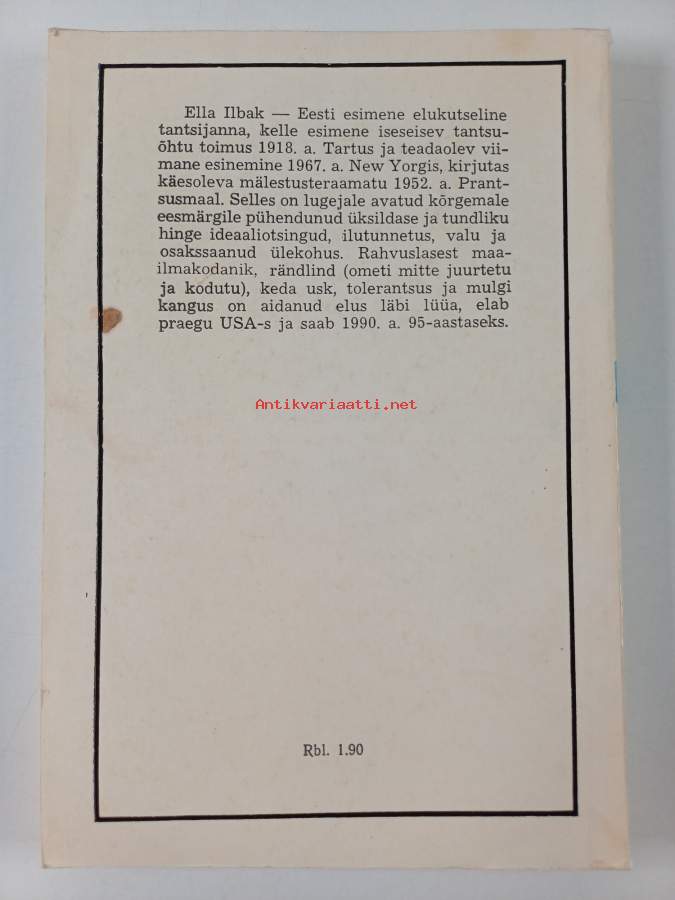 Ella Ilbak — Eesti esimene elukutseline
tantsijanna, kelle esimene iseseisev tantsu-
õhtu toimus 1918. a. Tartus ja teadaolev vii-
mane esinemine 1967. a. New Yorgis, kirjutas
käesoleva mälestusteraamatu 1952. a. Prant-
susmaal. Selles on lugejale avatud kõrgemale
eesmärgile pühendunud üksildase ja tundliku
hinge ideaaliotsingud, ilutunnetus, valu ja
osakssaanud ülekohus. Rahvuslasest maa-
ilmakodanik, rändlind (ometi mitte juurtetu
ja kodutu), keda usk, tolerantsus ja mulgi
kangus on aidanud elus läbi lüüa, elab
praegu USA-s ja saab 1990. a. 95-aastaseks.
Antikvariaatti.net
Rbl. 1.90